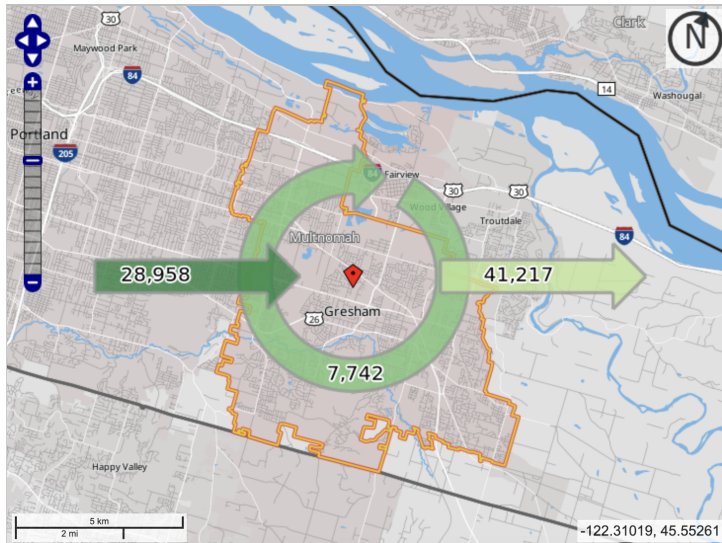 30
Clark
N
Maywood Park
84
14
Washougal
Portland
205
84
Fairview
30
30
Wood Village
Troutdale
Multnomah
84
28,958
41,217
26
Gresham
7,742
Happy Valley
5 km
2 mi
-122.31019, 45.55261